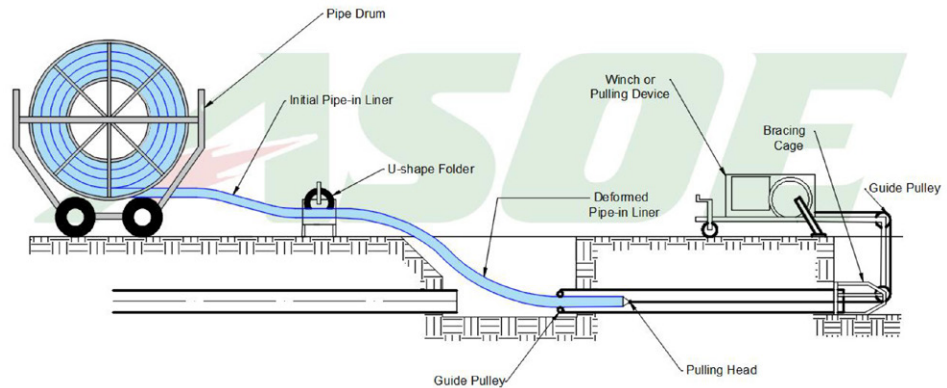 Pipe Drum
ASOE
Initial Pipe-in Liner
U-shape Folder
Deformed
Pipe-in Liner
Winch or
Pulling Device
Bracing
Cage
Guide Pulley
Guide Pulley
Pulling Head